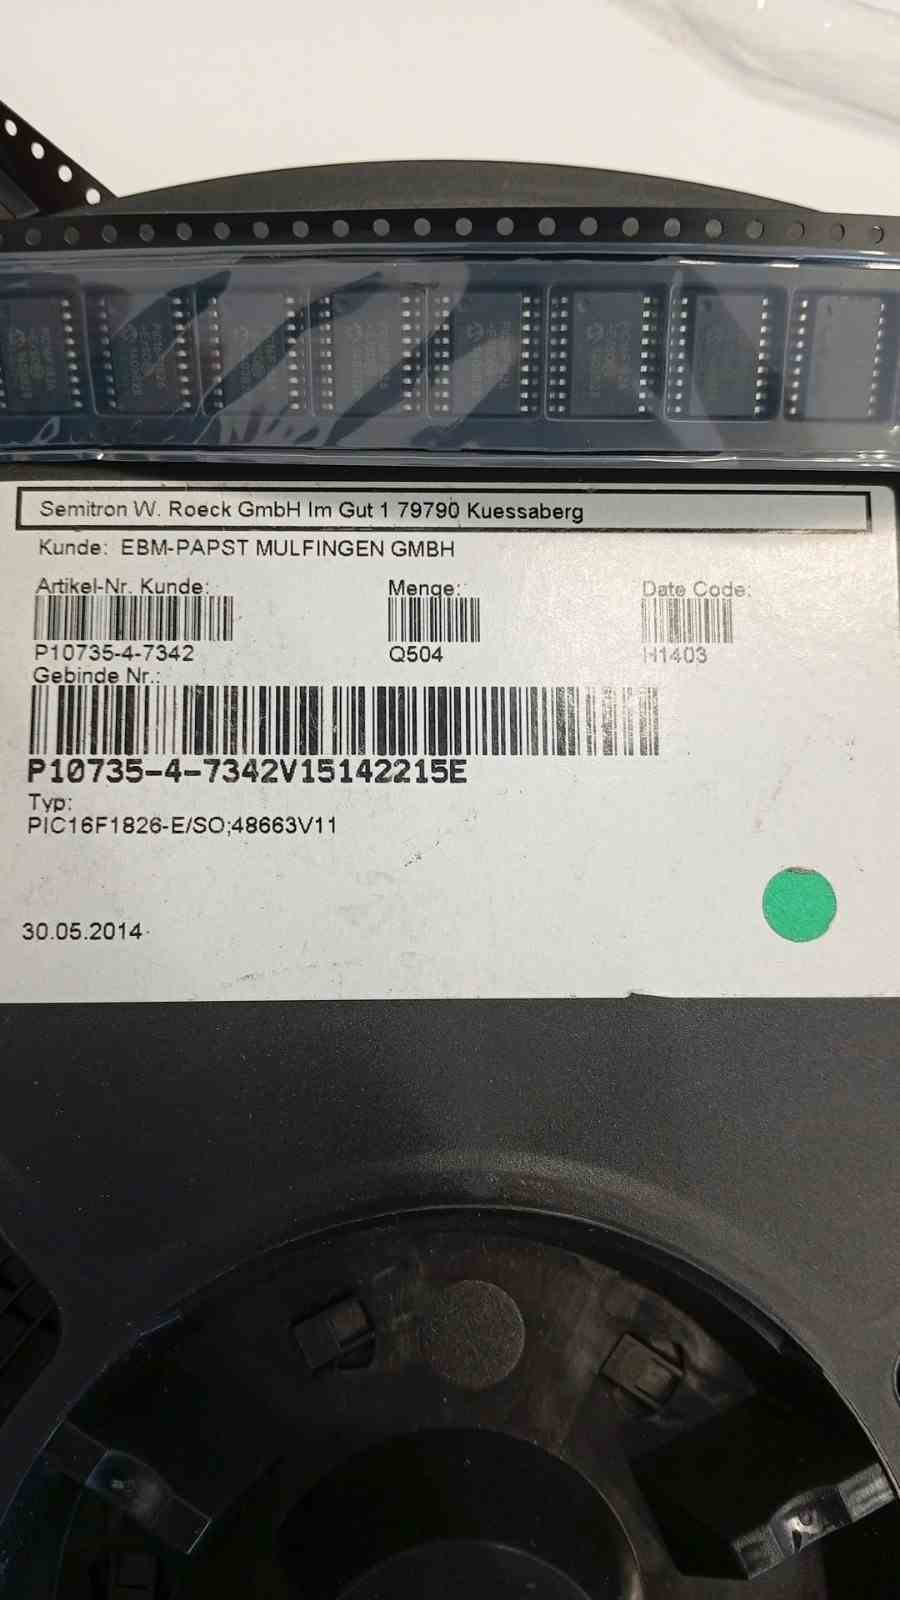 Semitron W. Roeck GmbH Im Gut 1 79790 Kuessaberg
Kunde: EBM-PAPST MULFINGEN GMBH
Artikel-Nr. Kunde: Menge: Date Code:
P10735-4-7342 Q504 H1403
Gebinde Nr.:
P10735-4-7342V15142215E
Typ:
PIC16F1826-E/SO;48663V11
30.05.2014